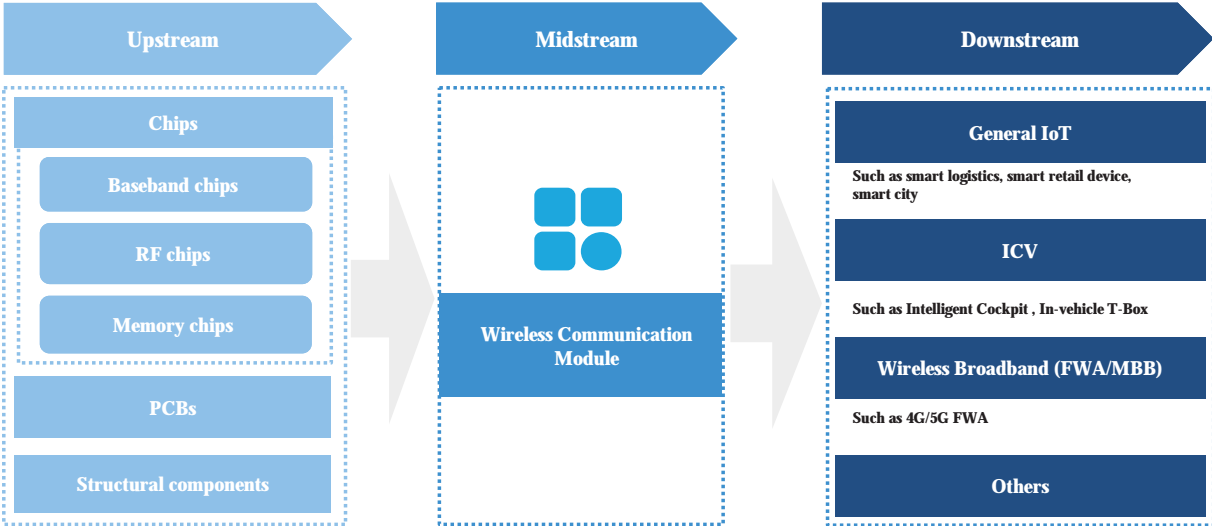 Upstream
Chips
Baseband chips
RF chips
Memory chips
PCBs
Structural components
Midstream
Wireless Communication
Module
Downstream
General IoT
Such as smart logistics, smart retail device,
smart city
ICV
Such as Intelligent Cockpit , In-vehicle T-Box
Wireless Broadband (FWA/MBB)
Such as 4G/5G FWA
Others